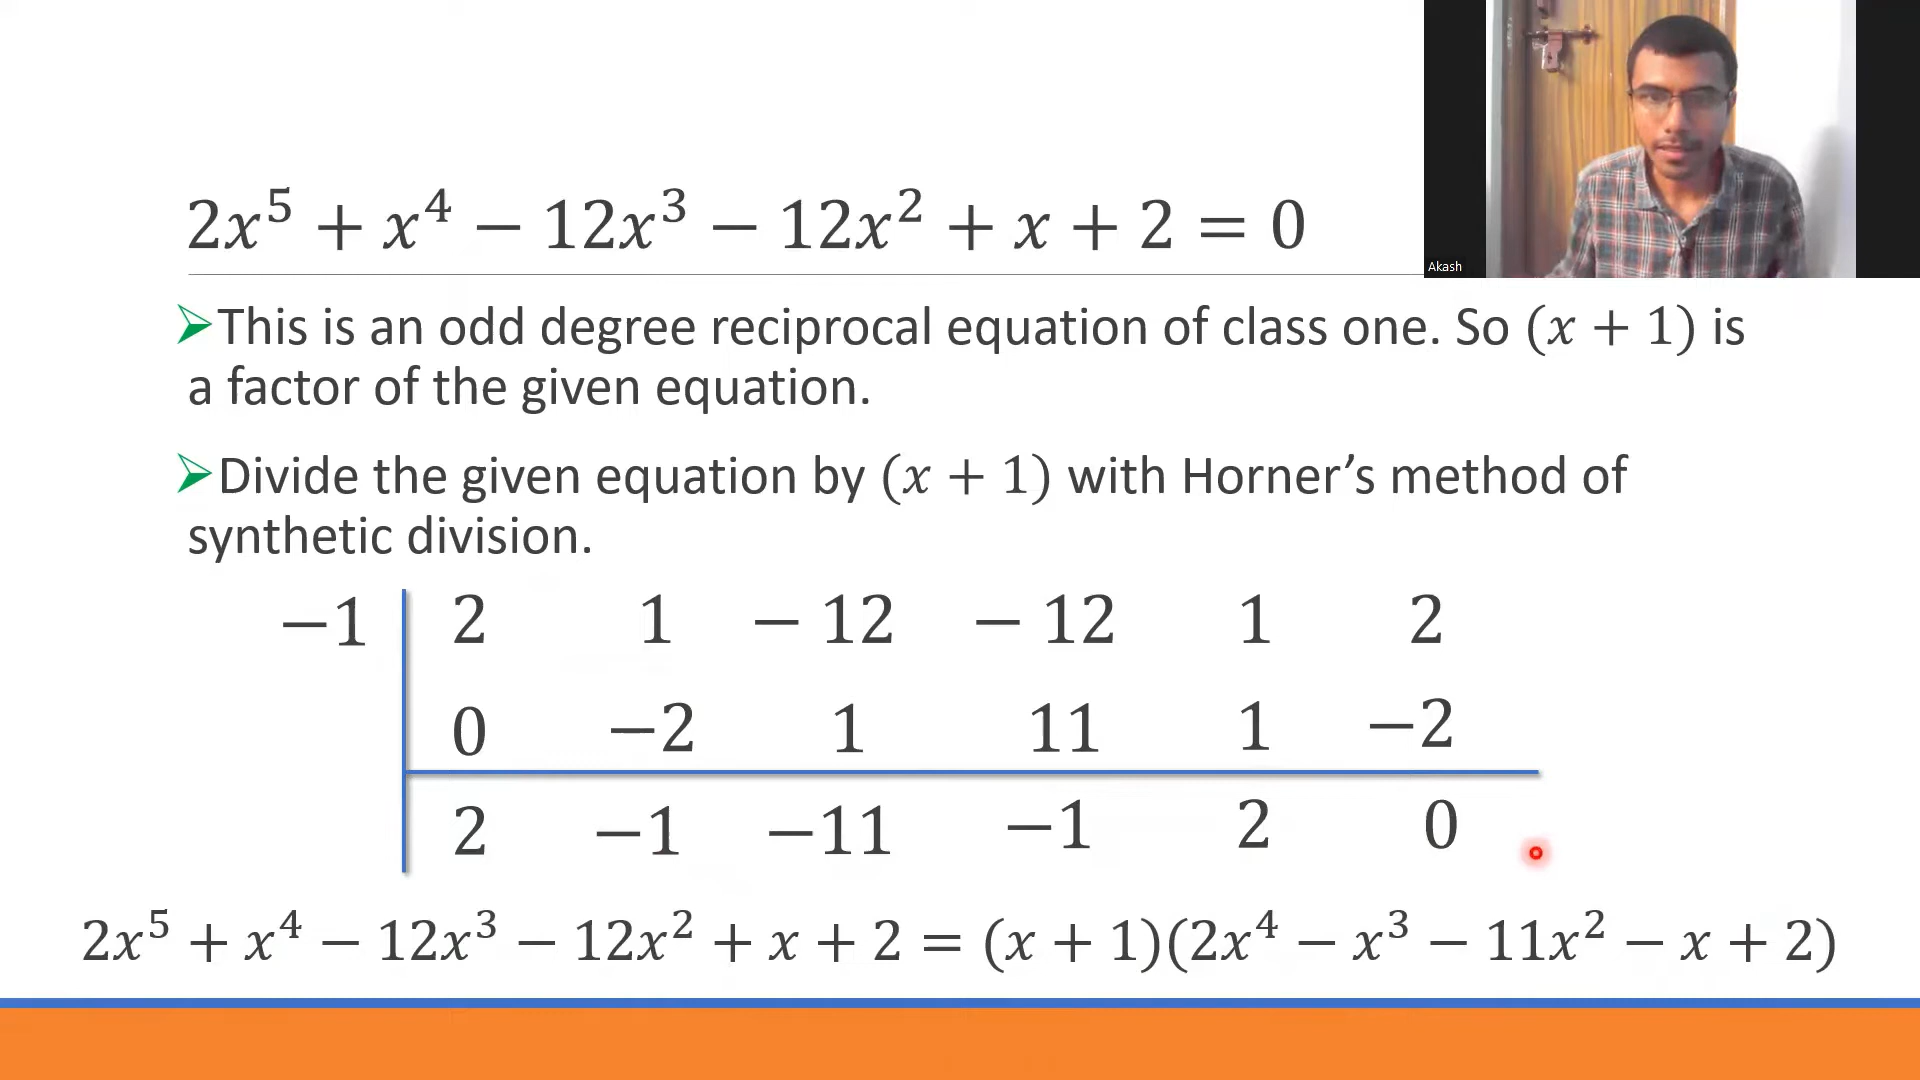 2x⁵ + x⁴ − 12x³ − 12x² + x + 2 = 0
Akash
➢This is an odd degree reciprocal equation of class one. So (x + 1) is
a factor of the given equation.
➢Divide the given equation by (x + 1) with Horner’s method of
synthetic division.
−1 2 1 − 12 − 12 1 2
0 −2 1 11 1 −2
2 −1 −11 −1 2 0
2x⁵ + x⁴ − 12x³ − 12x² + x + 2 = (x + 1)(2x⁴ − x³ − 11x² − x + 2)